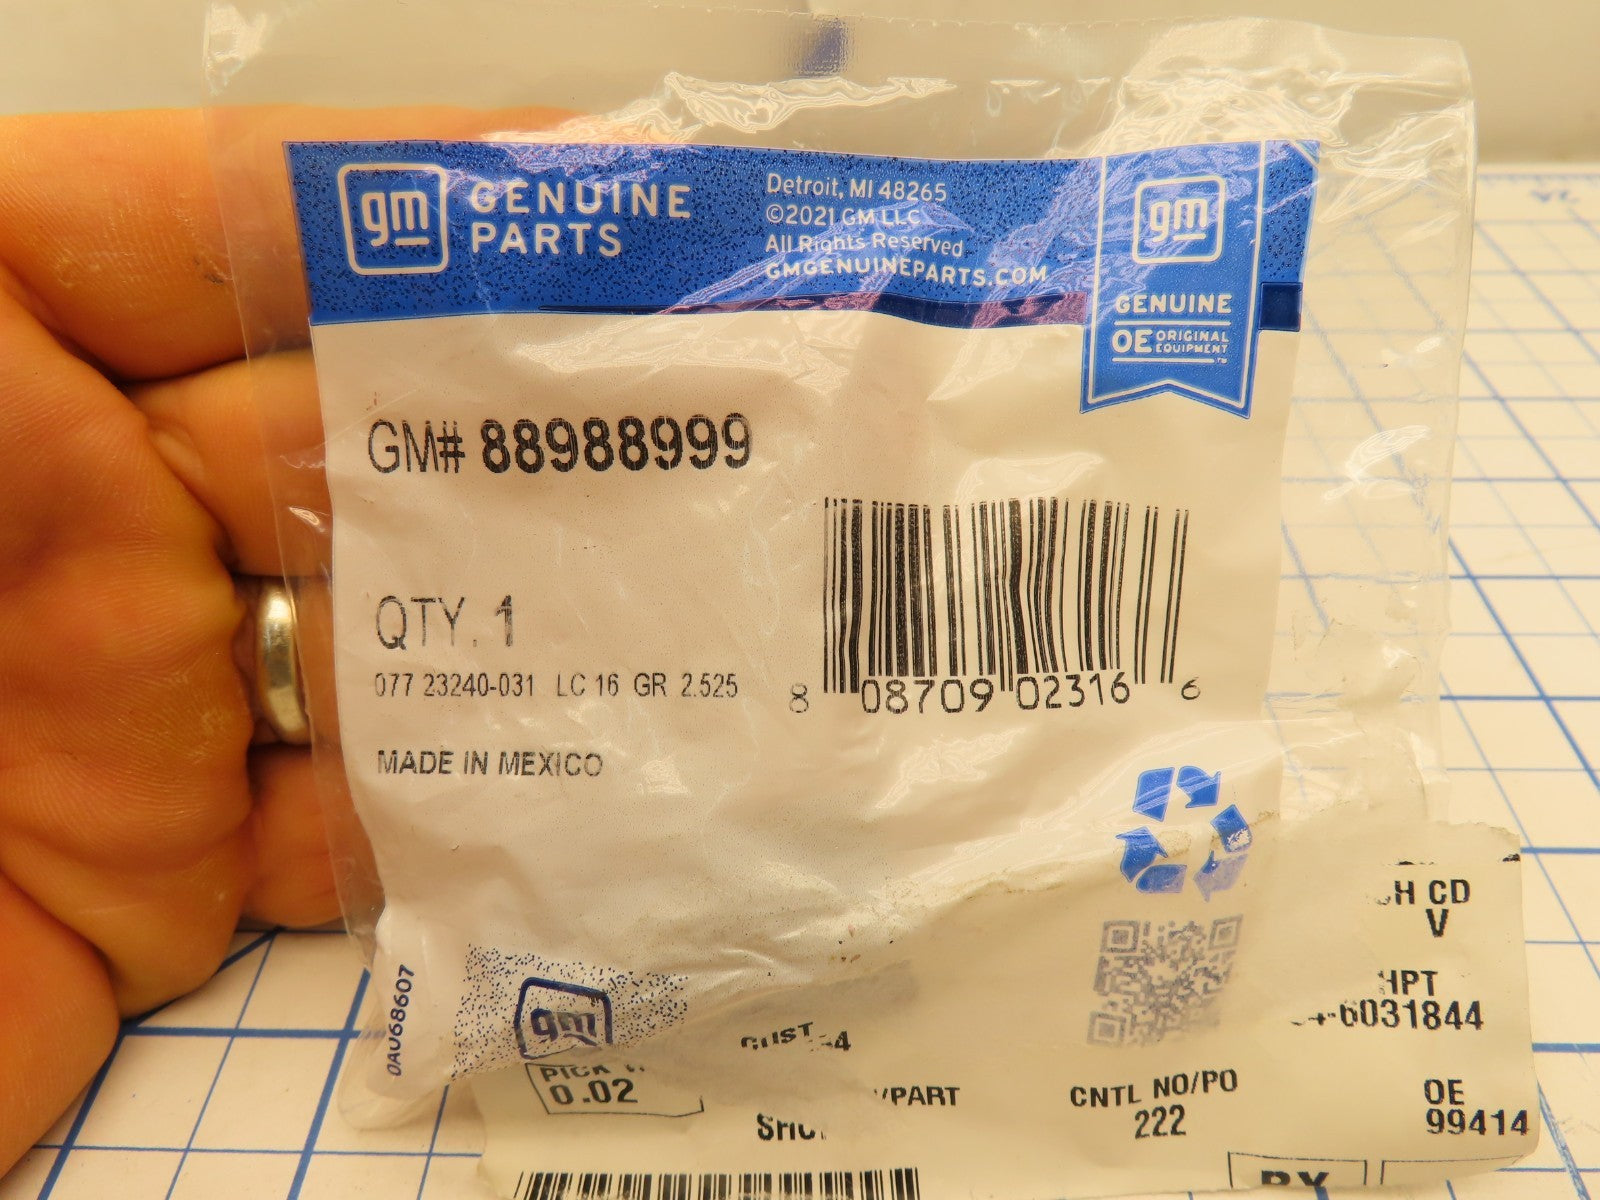 gm GENUINE PARTS
Detroit, MI 48265
©2021 GM LLC
All Rights Reserved
GMGENUINEPARTS.COM
gm
GENUINE
OE ORIGINAL EQUIPMENT™
GM# 88988999
QTY. 1
077 23240-031 LC 16 GR 2.525
MADE IN MEXICO
8 08709 02316 6
0AU68607
gm
CD
V
6031844
0.02
/PART
CNTL NO/PO
222
OE
99414